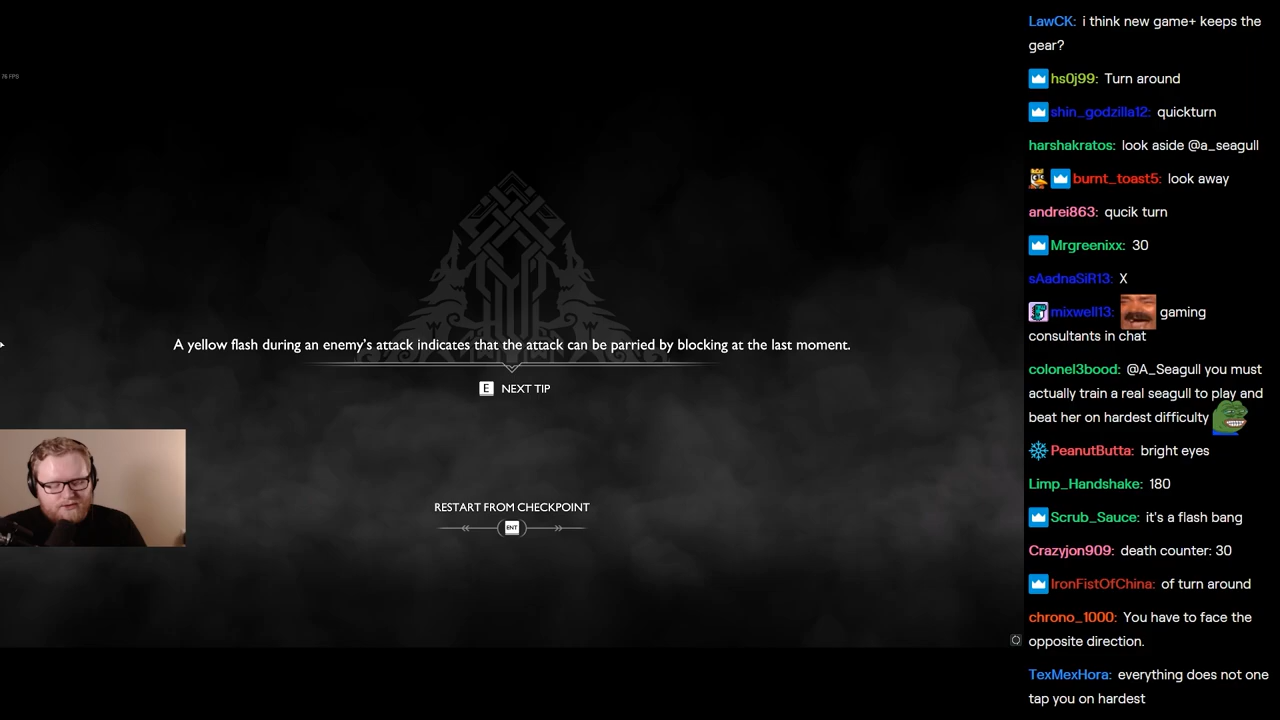 76 FPS
A yellow flash during an enemy's attack indicates that the attack can be parried by blocking at the last moment.
E NEXT TIP
RESTART FROM CHECKPOINT
ENT
LawCK: i think new game+ keeps the
gear?
hs0j99: Turn around
shin_godzilla12: quickturn
harshakratos: look aside @a_seagull
burnt_toast5: look away
andrei863: qucik turn
Mrgreenixx: 30
sAadnaSiR13: X
mixwell13: gaming
consultants in chat
colonel3bood: @A_Seagull you must
actually train a real seagull to play and
beat her on hardest difficulty
PeanutButta: bright eyes
Limp_Handshake: 180
Scrub_Sauce: it's a flash bang
Crazyjon909: death counter: 30
IronFistOfChina: of turn around
chrono_1000: You have to face the
opposite direction.
TexMexHora: everything does not one
tap you on hardest